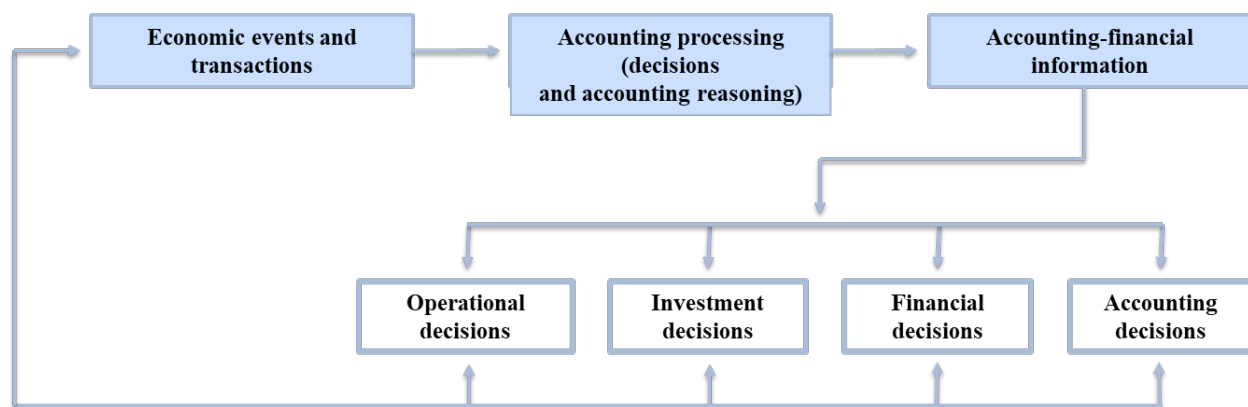 Economic events and
transactions
Accounting processing
(decisions
and accounting reasoning)
Accounting-financial
information
Operational
decisions
Investment
decisions
Financial
decisions
Accounting
decisions